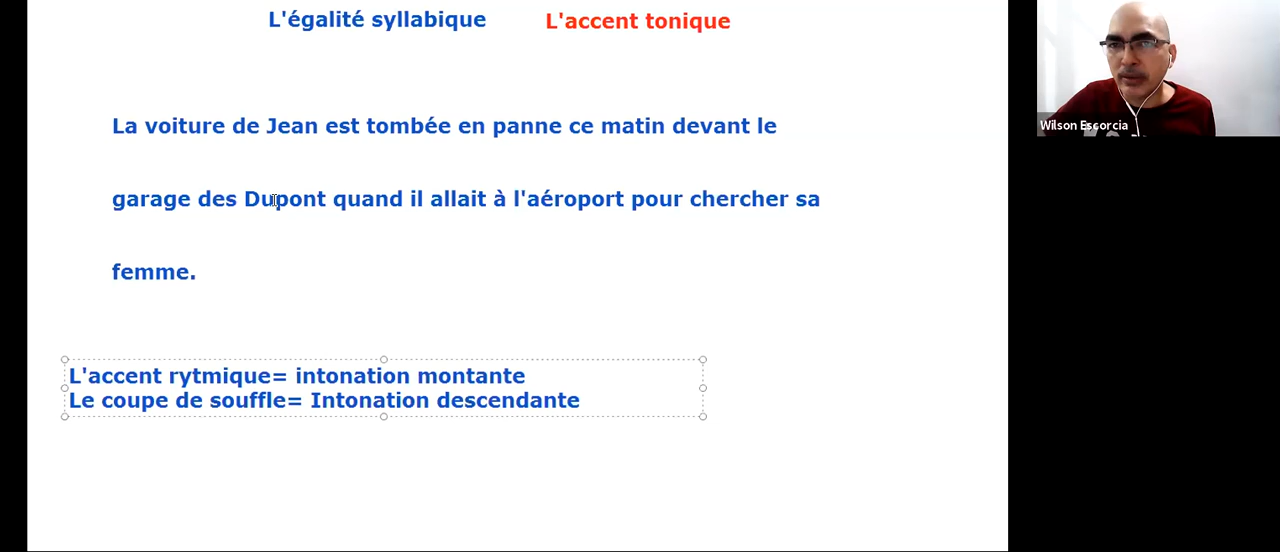 L'égalité syllabique L'accent tonique
Wilson Escorcia
La voiture de Jean est tombée en panne ce matin devant le
garage des Dupont quand il allait à l'aéroport pour chercher sa
femme.
L'accent rytmique= intonation montante
Le coupe de souffle= Intonation descendante